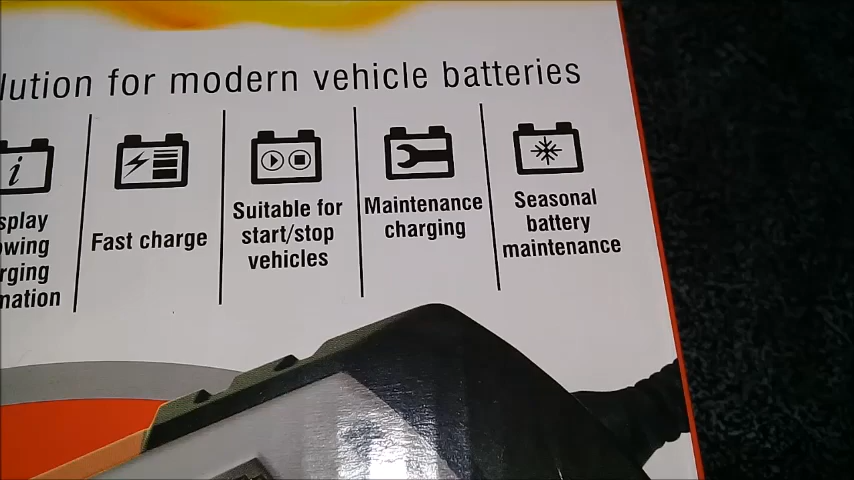 lution for modern vehicle batteries
i
splay
owing
rging
mation
Fast charge
Suitable for
start/stop
vehicles
Maintenance
charging
Seasonal
battery
maintenance